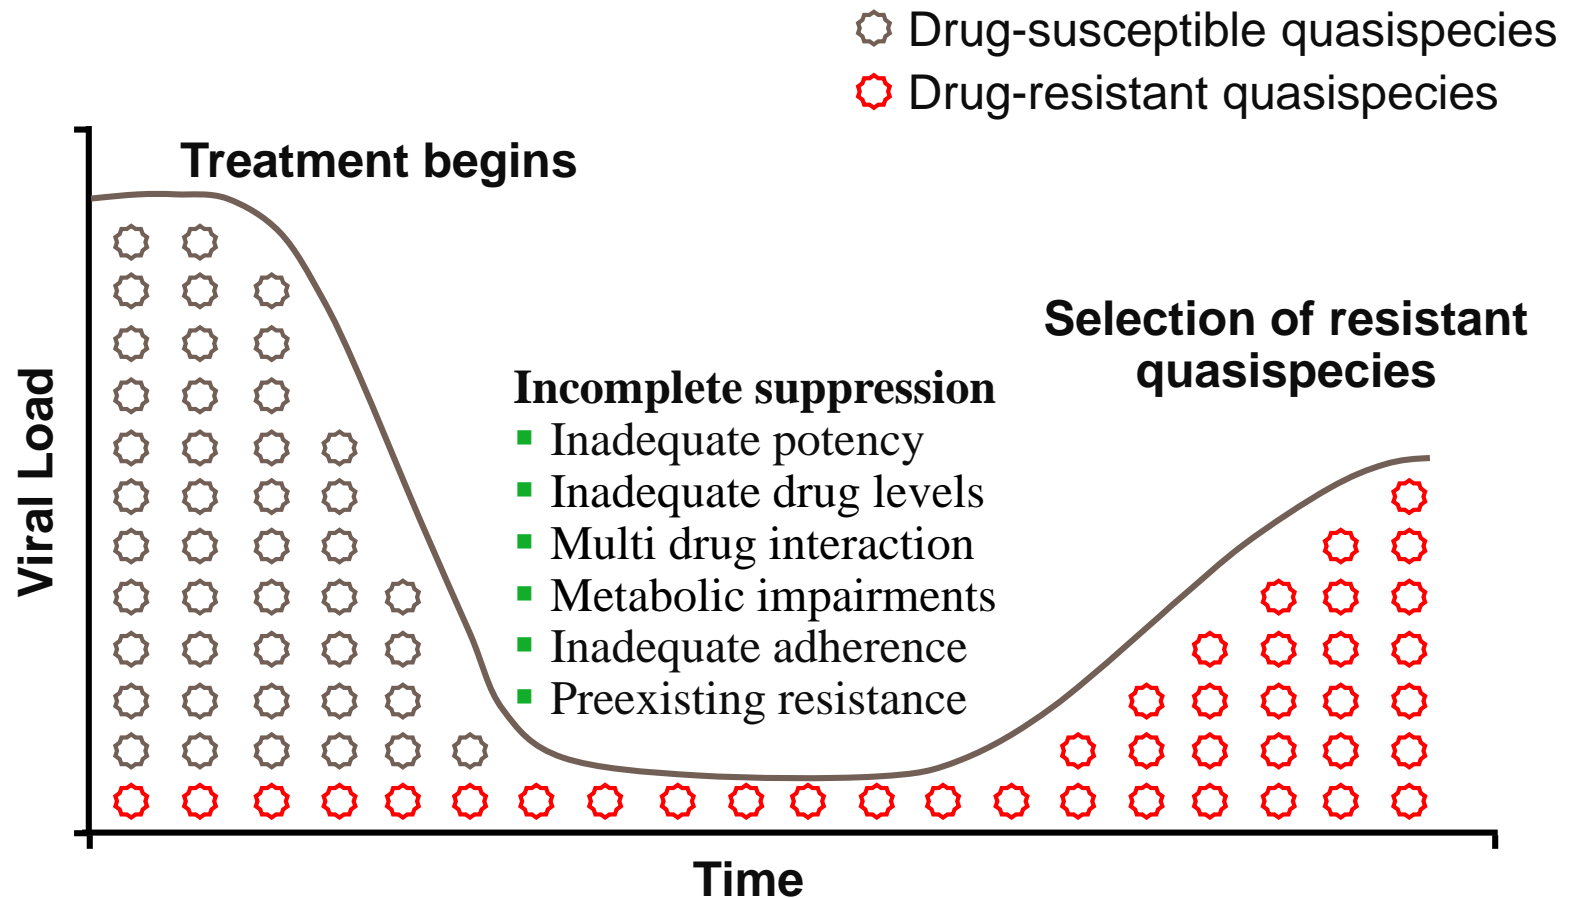 Drug-susceptible quasispecies
Drug-resistant quasispecies
Treatment begins
Selection of resistant
quasispecies
Incomplete suppression
Inadequate potency
Inadequate drug levels
Multi drug interaction
Metabolic impairments
Inadequate adherence
Preexisting resistance
Viral Load
Time